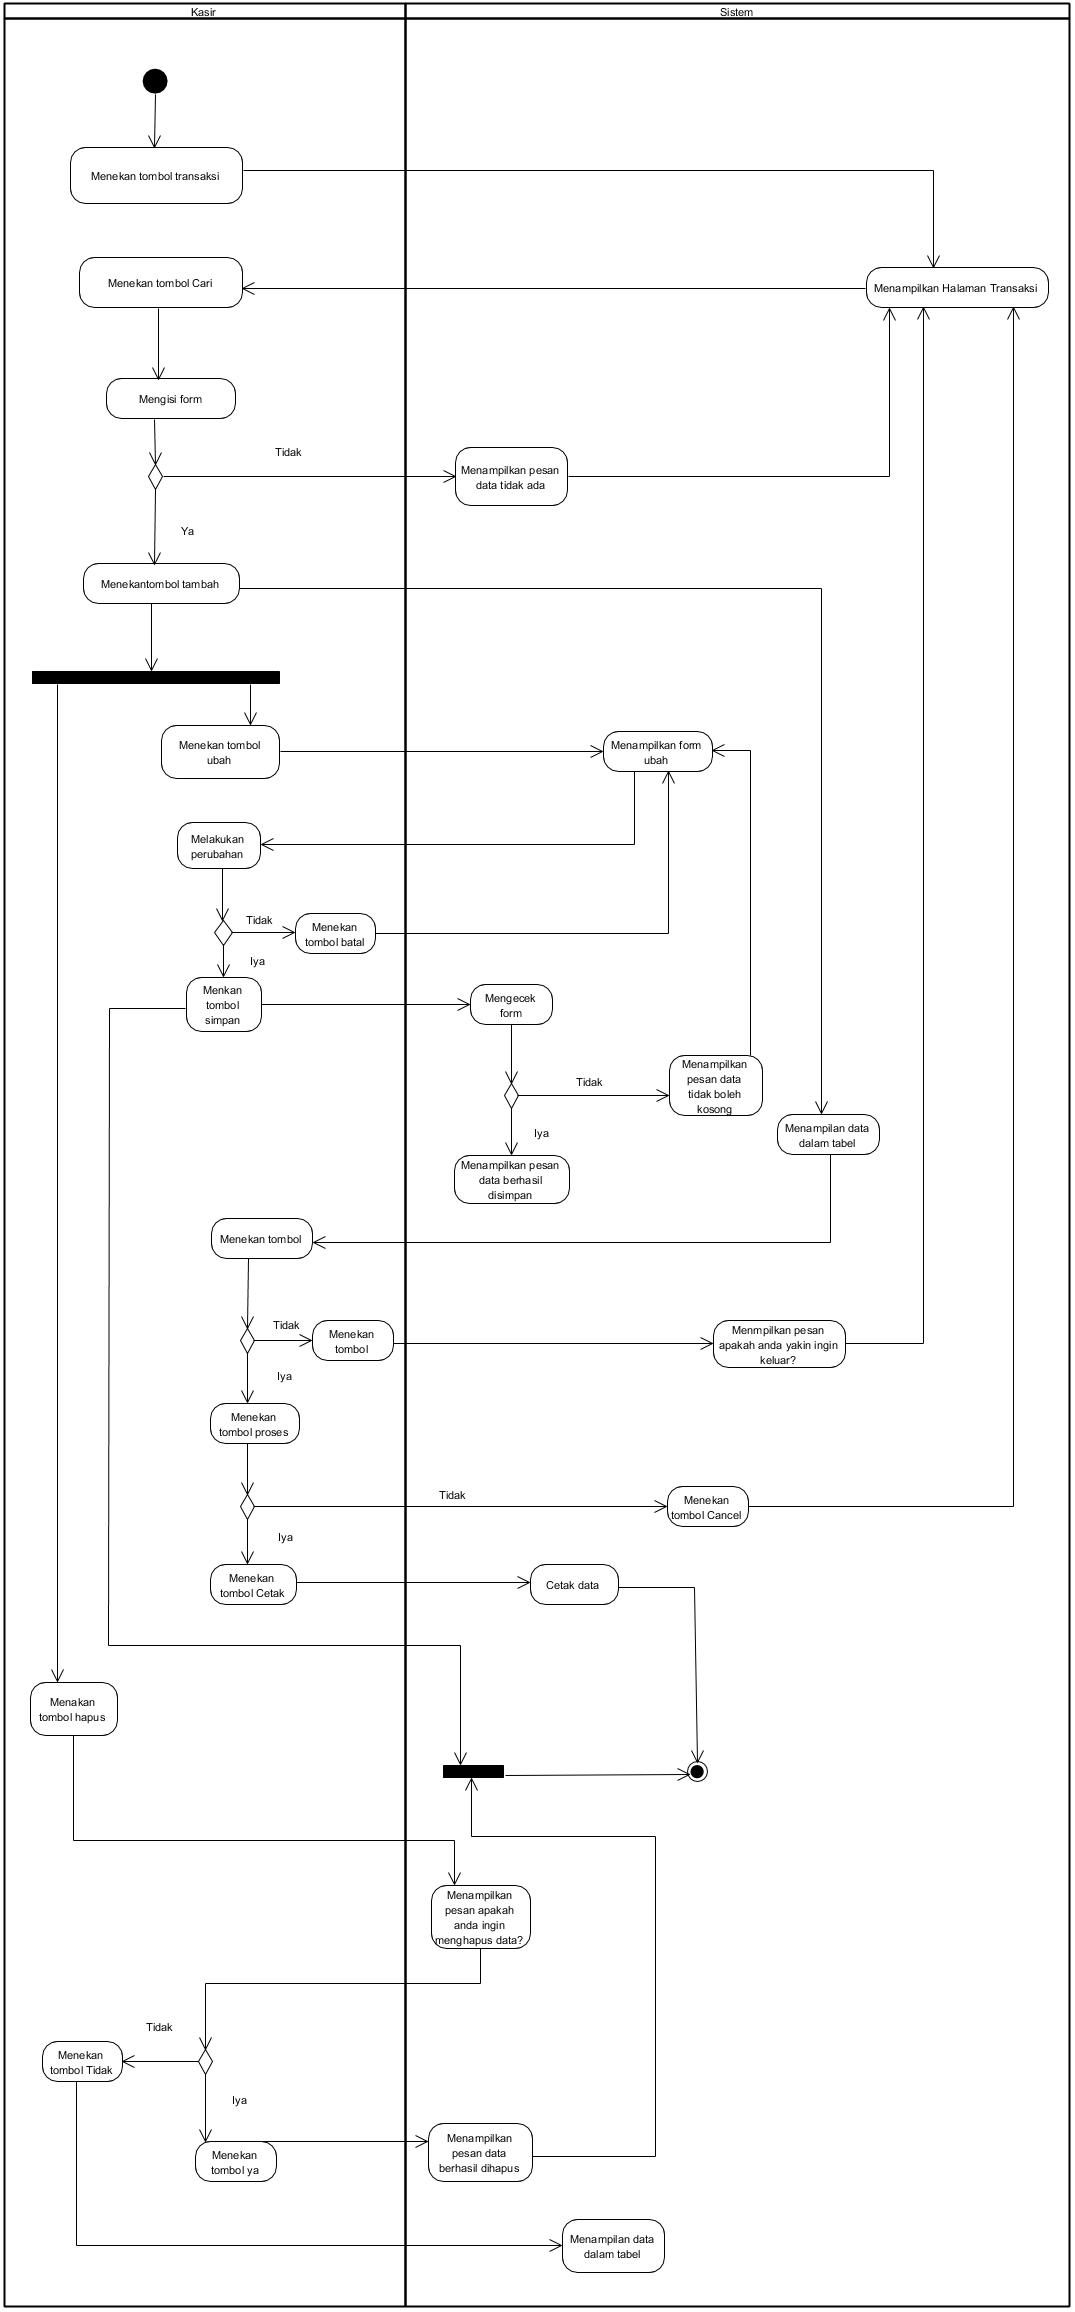 Kasir
Sistem
Menekan tombol transaksi
Menekan tombol Cari
Menampilkan Halaman Transaksi
Mengisi form
Tidak
Menampilkan pesan
data tidak ada
Ya
Menekantombol tambah
Menekan tombol
ubah
Menampilkan form
ubah
Melakukan
perubahan
Tidak
Menekan
tombol batal
Iya
Menkan
tombol
simpan
Mengecek
form
Tidak
Menampilkan
pesan data
tidak boleh
kosong
Iya
Menampilan data
dalam tabel
Menampilkan pesan
data berhasil
disimpan
Menekan tombol
Tidak
Menekan
tombol
Menmpilkan pesan
apakah anda yakin ingin
keluar?
Iya
Menekan
tombol proses
Tidak
Menekan
tombol Cancel
Iya
Menekan
tombol Cetak
Cetak data
Menakan
tombol hapus
Menampilkan
pesan apakah
anda ingin
menghapus data?
Tidak
Menekan
tombol Tidak
Iya
Menekan
tombol ya
Menampilkan
pesan data
berhasil dihapus
Menampilan data
dalam tabel